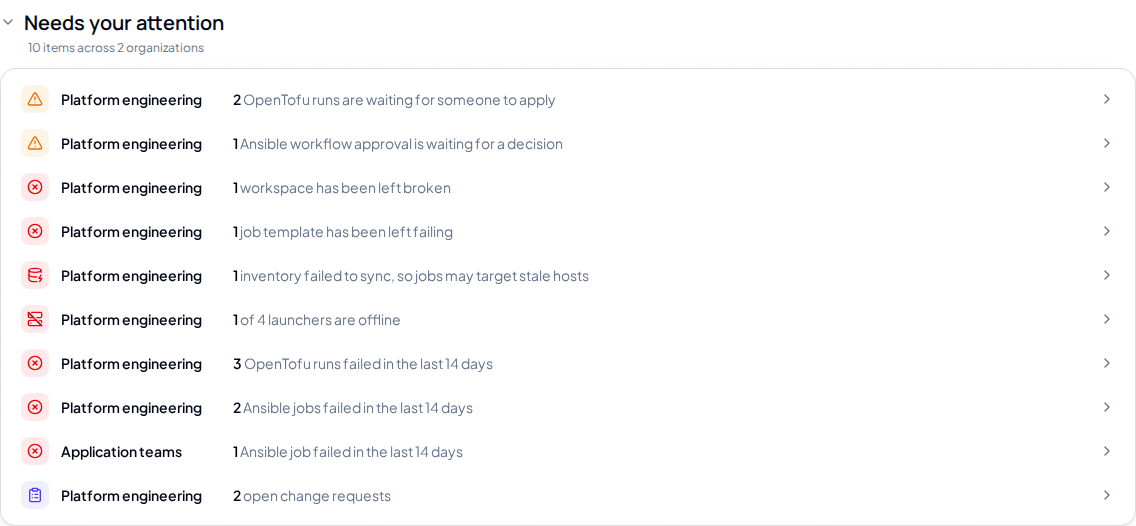 Needs your attention
10 items across 2 organizations
Platform engineering 2 OpenTofu runs are waiting for someone to apply
Platform engineering 1 Ansible workflow approval is waiting for a decision
Platform engineering 1 workspace has been left broken
Platform engineering 1 job template has been left failing
Platform engineering 1 inventory failed to sync, so jobs may target stale hosts
Platform engineering 1 of 4 launchers are offline
Platform engineering 3 OpenTofu runs failed in the last 14 days
Platform engineering 2 Ansible jobs failed in the last 14 days
Application teams 1 Ansible job failed in the last 14 days
Platform engineering 2 open change requests